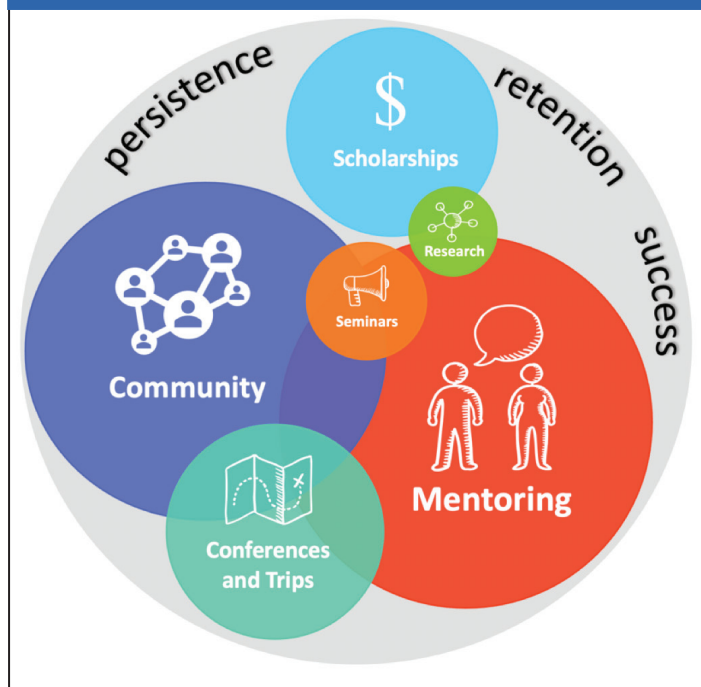 persistence
retention
success
$
Scholarships
Research
Seminars
Community
Mentoring
Conferences
and Trips